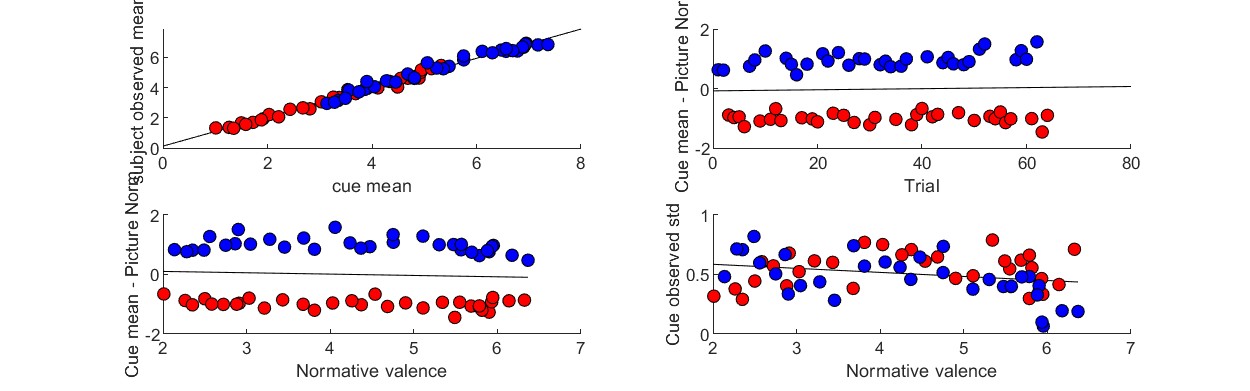 subject observed mean
6
4
2
0
0 2 4 6 8
cue mean
Cue mean - Picture Nor
2
0
-2
0 20 40 60 80
Trial
Cue mean - Picture Norm
2
0
-2
2 3 4 5 6 7
Normative valence
Cue observed std
1
0.5
0
2 3 4 5 6 7
Normative valence